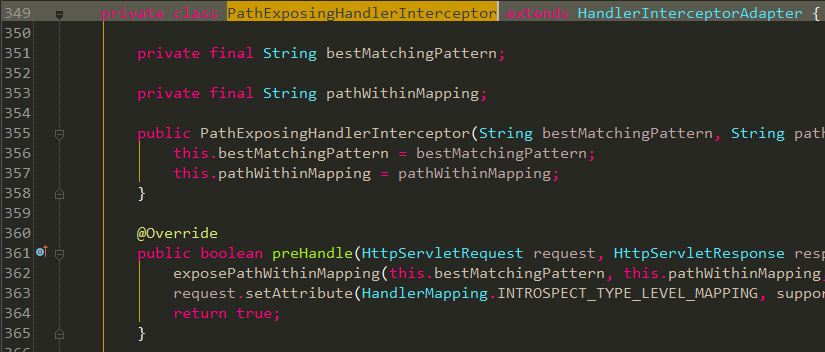 349 private class PathExposingHandlerInterceptor extends HandlerInterceptorAdapter {
350
351 private final String bestMatchingPattern;
352
353 private final String pathWithinMapping;
354
355 public PathExposingHandlerInterceptor(String bestMatchingPattern, String path
356 this.bestMatchingPattern = bestMatchingPattern;
357 this.pathWithinMapping = pathWithinMapping;
358 }
359
360 @Override
361 public boolean preHandle(HttpServletRequest request, HttpServletResponse resp
362 exposePathWithinMapping(this.bestMatchingPattern, this.pathWithinMapping,
363 request.setAttribute(HandlerMapping.INTROSPECT_TYPE_LEVEL_MAPPING, suppor
364 return true;
365 }